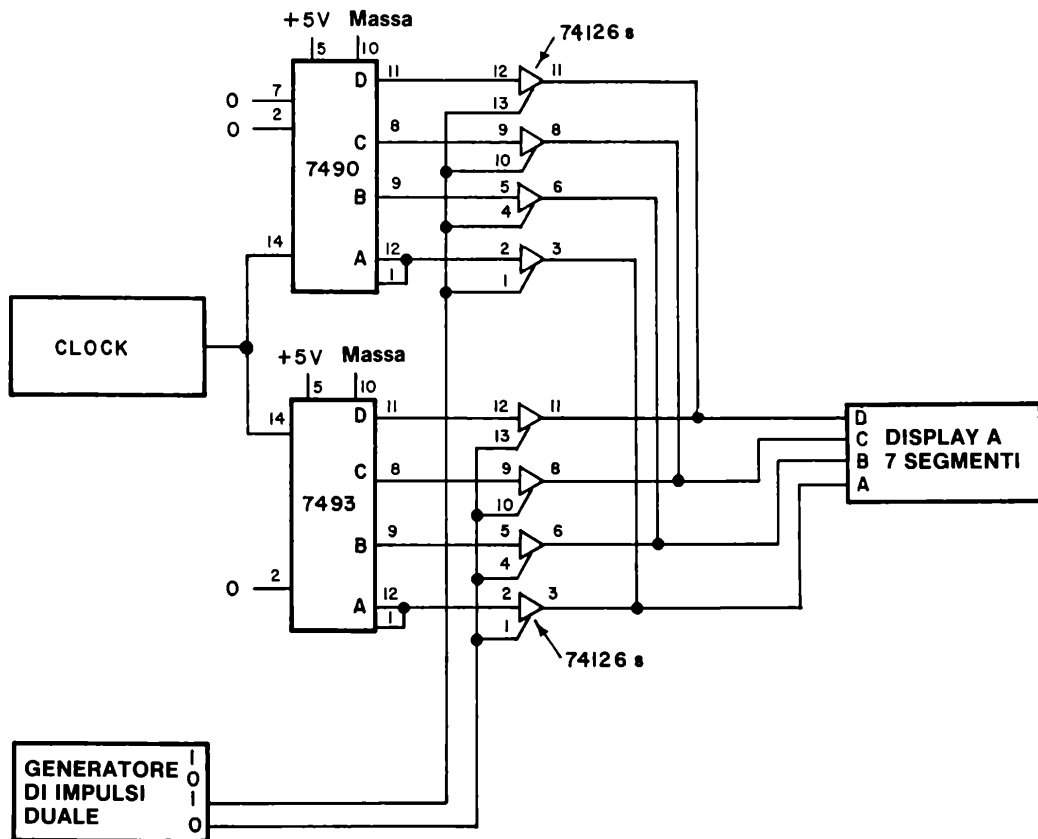 +5V Massa
5 10
74126 s
D 11 12 11
0 7
13
0 2
C 8 9 8
7490
10
B 9 5 6
4
14
A 12 2 3
1 1
CLOCK
+5V Massa
5 10
D 11 12 11
14
13
C 8 9 8
7493
10
B 9 5 6
4
0 2
A 12 2 3
1 1
74126 s
D
C
B
A
DISPLAY A
7 SEGMENTI
GENERATORE
DI IMPULSI
DUALE
1
0
1
0